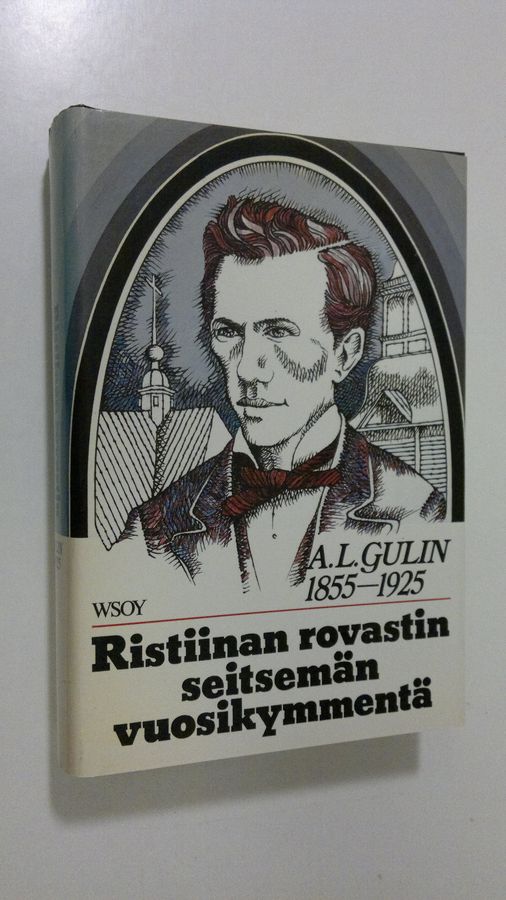 A.L.GULIN
1855–1925
WSOY
Ristiinan rovastin
seitsemän
vuosikymmentä